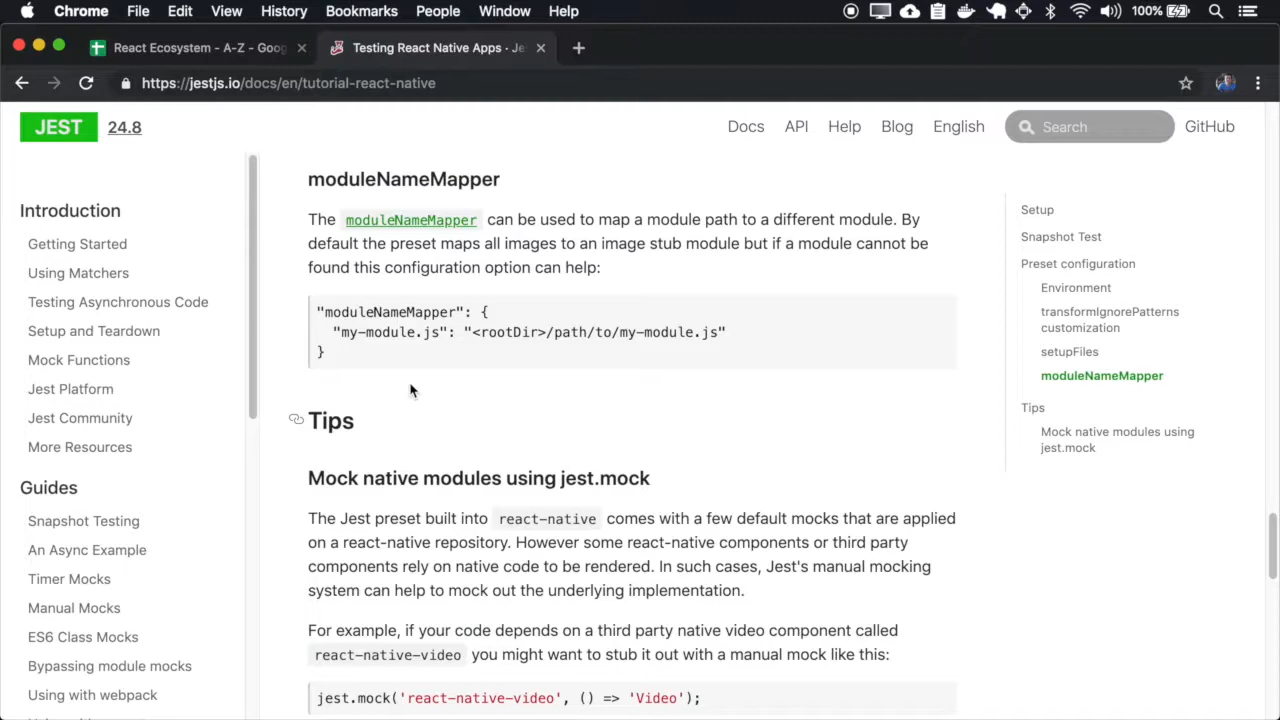 Chrome File Edit View History Bookmarks People Window Help 100%
React Ecosystem - A-Z - Goog
Testing React Native Apps · Je
https://jestjs.io/docs/en/tutorial-react-native
JEST 24.8 Docs API Help Blog English Search GitHub
Introduction
Getting Started
Using Matchers
Testing Asynchronous Code
Setup and Teardown
Mock Functions
Jest Platform
Jest Community
More Resources
Guides
Snapshot Testing
An Async Example
Timer Mocks
Manual Mocks
ES6 Class Mocks
Bypassing module mocks
Using with webpack
moduleNameMapper
The moduleNameMapper can be used to map a module path to a different module. By
default the preset maps all images to an image stub module but if a module cannot be
found this configuration option can help:
"moduleNameMapper": {
"my-module.js": "<rootDir>/path/to/my-module.js"
}
Tips
Mock native modules using jest.mock
The Jest preset built into react-native comes with a few default mocks that are applied
on a react-native repository. However some react-native components or third party
components rely on native code to be rendered. In such cases, Jest's manual mocking
system can help to mock out the underlying implementation.
For example, if your code depends on a third party native video component called
react-native-video you might want to stub it out with a manual mock like this:
jest.mock('react-native-video', () => 'Video');
Setup
Snapshot Test
Preset configuration
Environment
transformIgnorePatterns
customization
setupFiles
moduleNameMapper
Tips
Mock native modules using
jest.mock